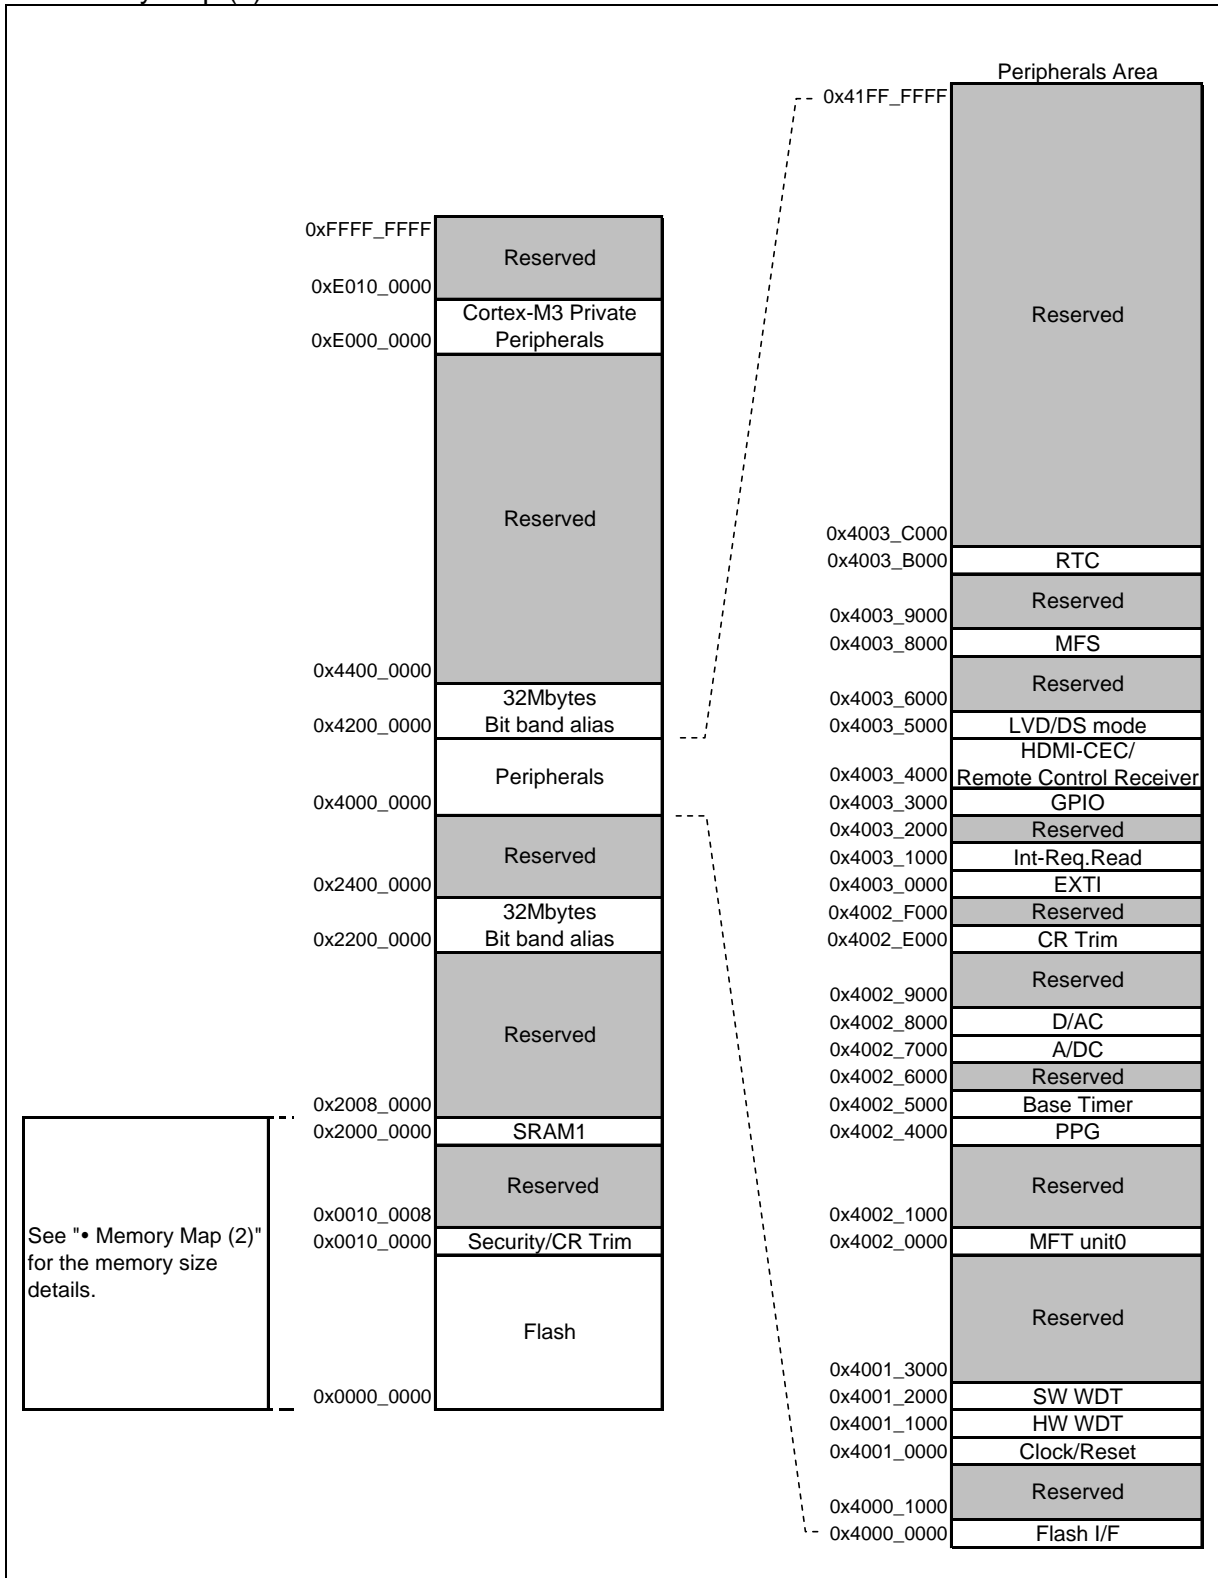 Peripherals Area
0x41FF_FFFF
Reserved
0x4003_C000
0x4003_B000 RTC
Reserved
0x4003_9000
0x4003_8000 MFS
Reserved
0x4003_6000
0x4003_5000 LVD/DS mode
HDMI-CEC/
0x4003_4000 Remote Control Receiver
0x4003_3000 GPIO
0x4003_2000 Reserved
0x4003_1000 Int-Req.Read
0x4003_0000 EXTI
0x4002_F000 Reserved
0x4002_E000 CR Trim
Reserved
0x4002_9000
0x4002_8000 D/AC
0x4002_7000 A/DC
0x4002_6000 Reserved
0x4002_5000 Base Timer
0x4002_4000 PPG
Reserved
0x4002_1000
0x4002_0000 MFT unit0
Reserved
0x4001_3000
0x4001_2000 SW WDT
0x4001_1000 HW WDT
0x4001_0000 Clock/Reset
Reserved
0x4000_1000
0x4000_0000 Flash I/F
0xFFFF_FFFF
Reserved
0xE010_0000
Cortex-M3 Private
0xE000_0000 Peripherals
Reserved
0x4400_0000
32Mbytes
0x4200_0000 Bit band alias
Peripherals
0x4000_0000
Reserved
0x2400_0000
32Mbytes
0x2200_0000 Bit band alias
Reserved
0x2008_0000
0x2000_0000 SRAM1
Reserved
0x0010_0008
0x0010_0000 Security/CR Trim
Flash
0x0000_0000
See "• Memory Map (2)"
for the memory size
details.